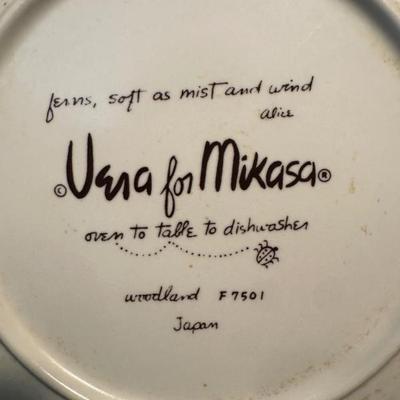 ferns, soft as mist and wind
alice
© Vera for Mikasa ®
oven to table to dishwasher
woodland F7501
Japan